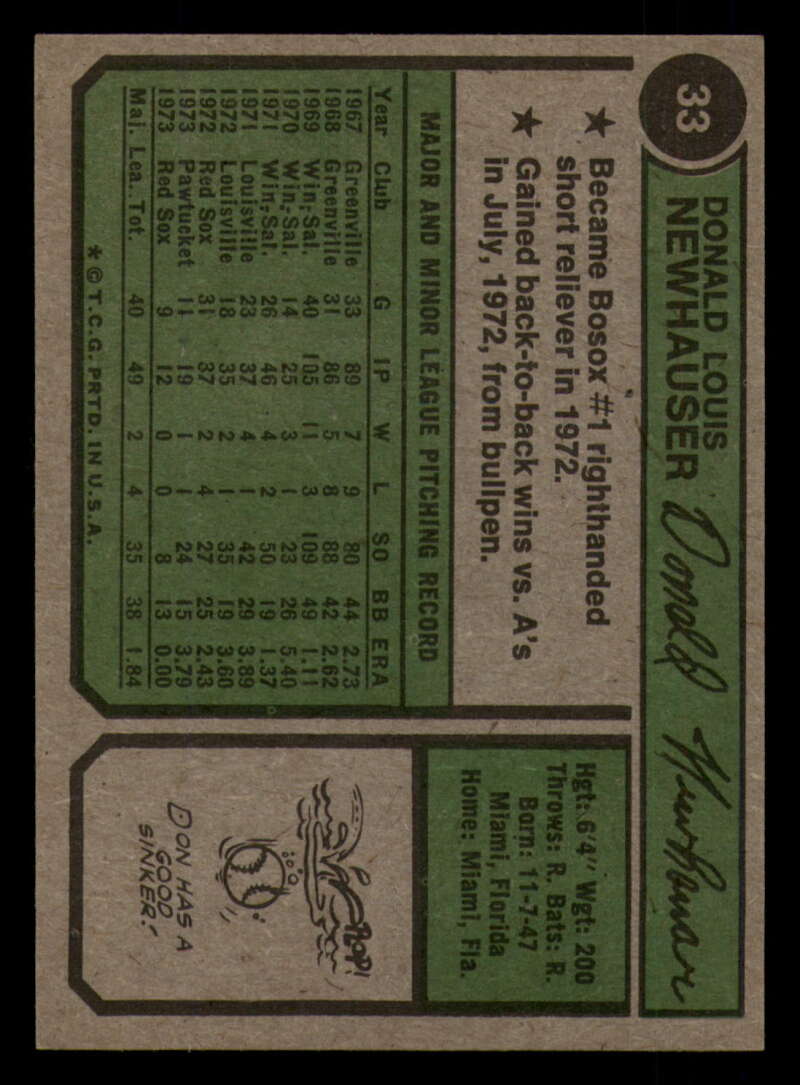 33
DONALD LOUIS
NEWHAUSER Donald Newhauser
★ Became Bosox #1 righthanded
short reliever in 1972.
★ Gained back-to-back wins vs. A's
in July, 1972, from bullpen.
MAJOR AND MINOR LEAGUE PITCHING RECORD
Year Club G IP W L SO BB ERA
1967 Greenville 33 89 7 9 80 44 2.73
1968 Greenville 31 86 5 8 88 42 2.62
1969 Win.-Sal. 40 105 11 3 109 49 1.11
1970 Win.-Sal. 14 25 3 1 23 26 5.40
1971 Win.-Sal. 26 46 4 2 50 19 1.37
1971 Louisville 23 37 4 1 42 29 3.89
1972 Louisville 18 35 2 1 35 19 3.60
1972 Red Sox 31 37 2 4 27 25 2.43
1973 Pawtucket 11 19 1 1 24 15 3.79
1973 Red Sox 9 12 0 0 8 13 0.00
Maj. Lea. Tot. 40 49 2 4 35 38 1.84
* © T.C.G. PRTD. IN U.S.A.
Hgt: 6'4" Wgt: 200
Throws: R. Bats: R.
Born: 11-7-47
Miami, Florida
Home: Miami, Fla.
PLOP!
DON HAS A
GOOD
SINKER!